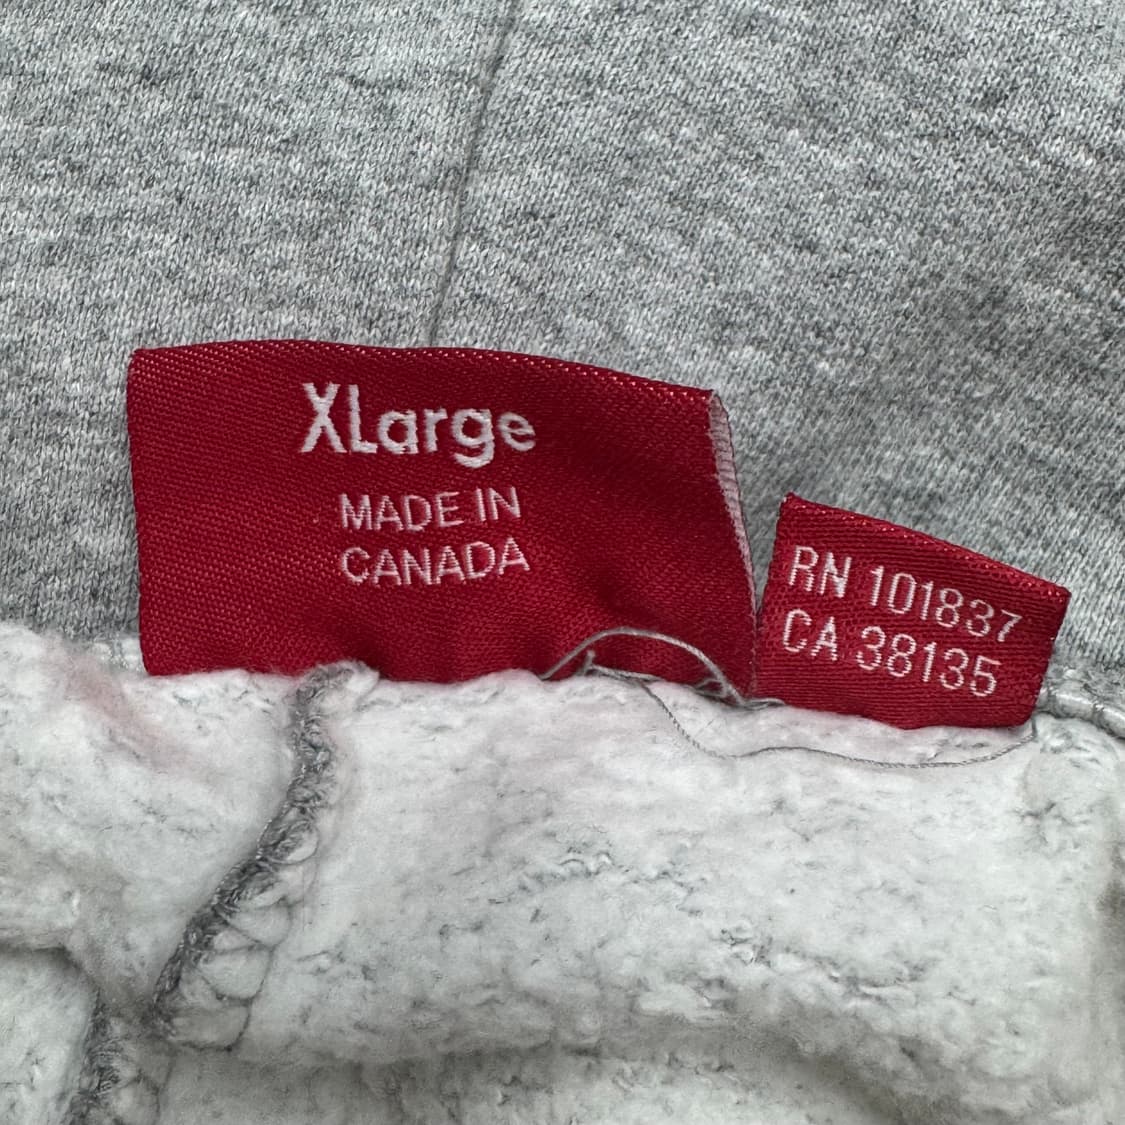 XLarge
MADE IN
CANADA
RN 101837
CA 38135